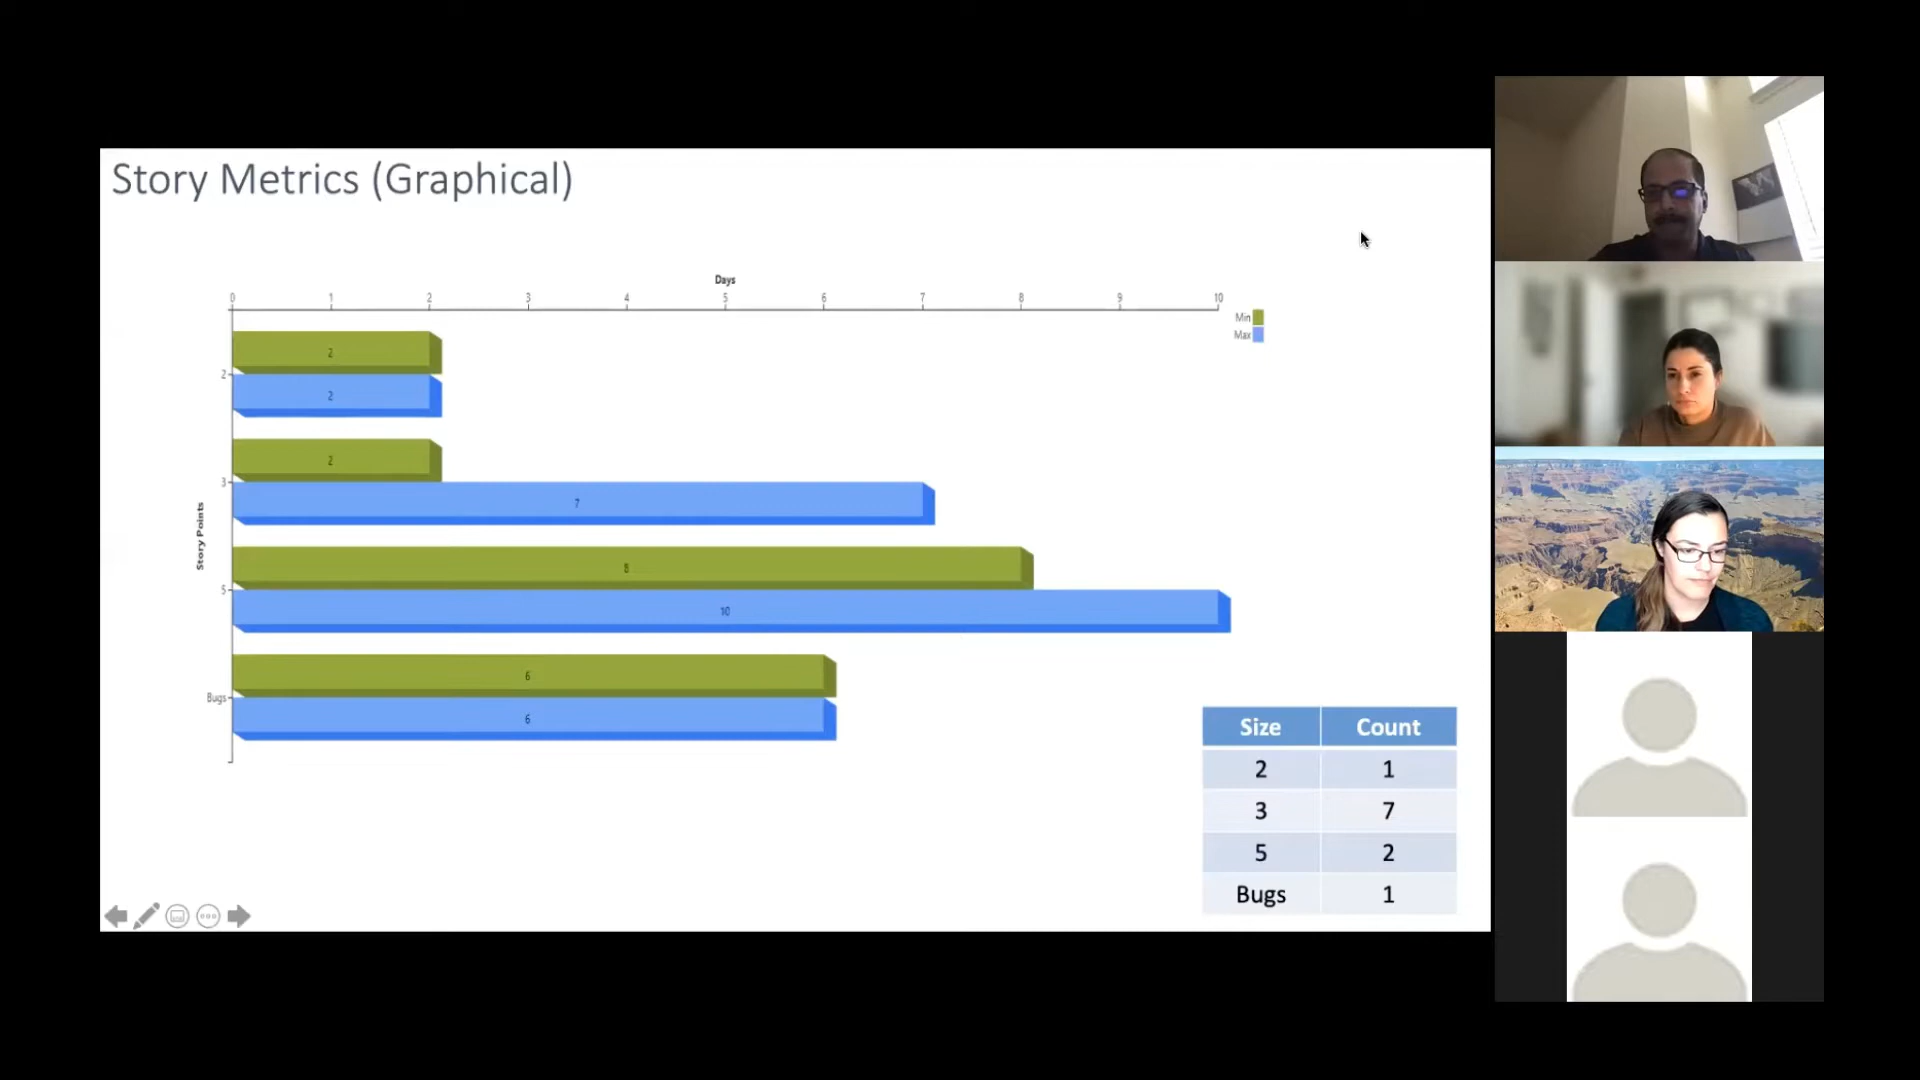 Story Metrics (Graphical)
Days
0 1 2 3 4 5 6 7 8 9 10
Min
Max
2
2
2
2
3
7
Story Points
8
5
10
6
Bugs
6
Size Count
2 1
3 7
5 2
Bugs 1